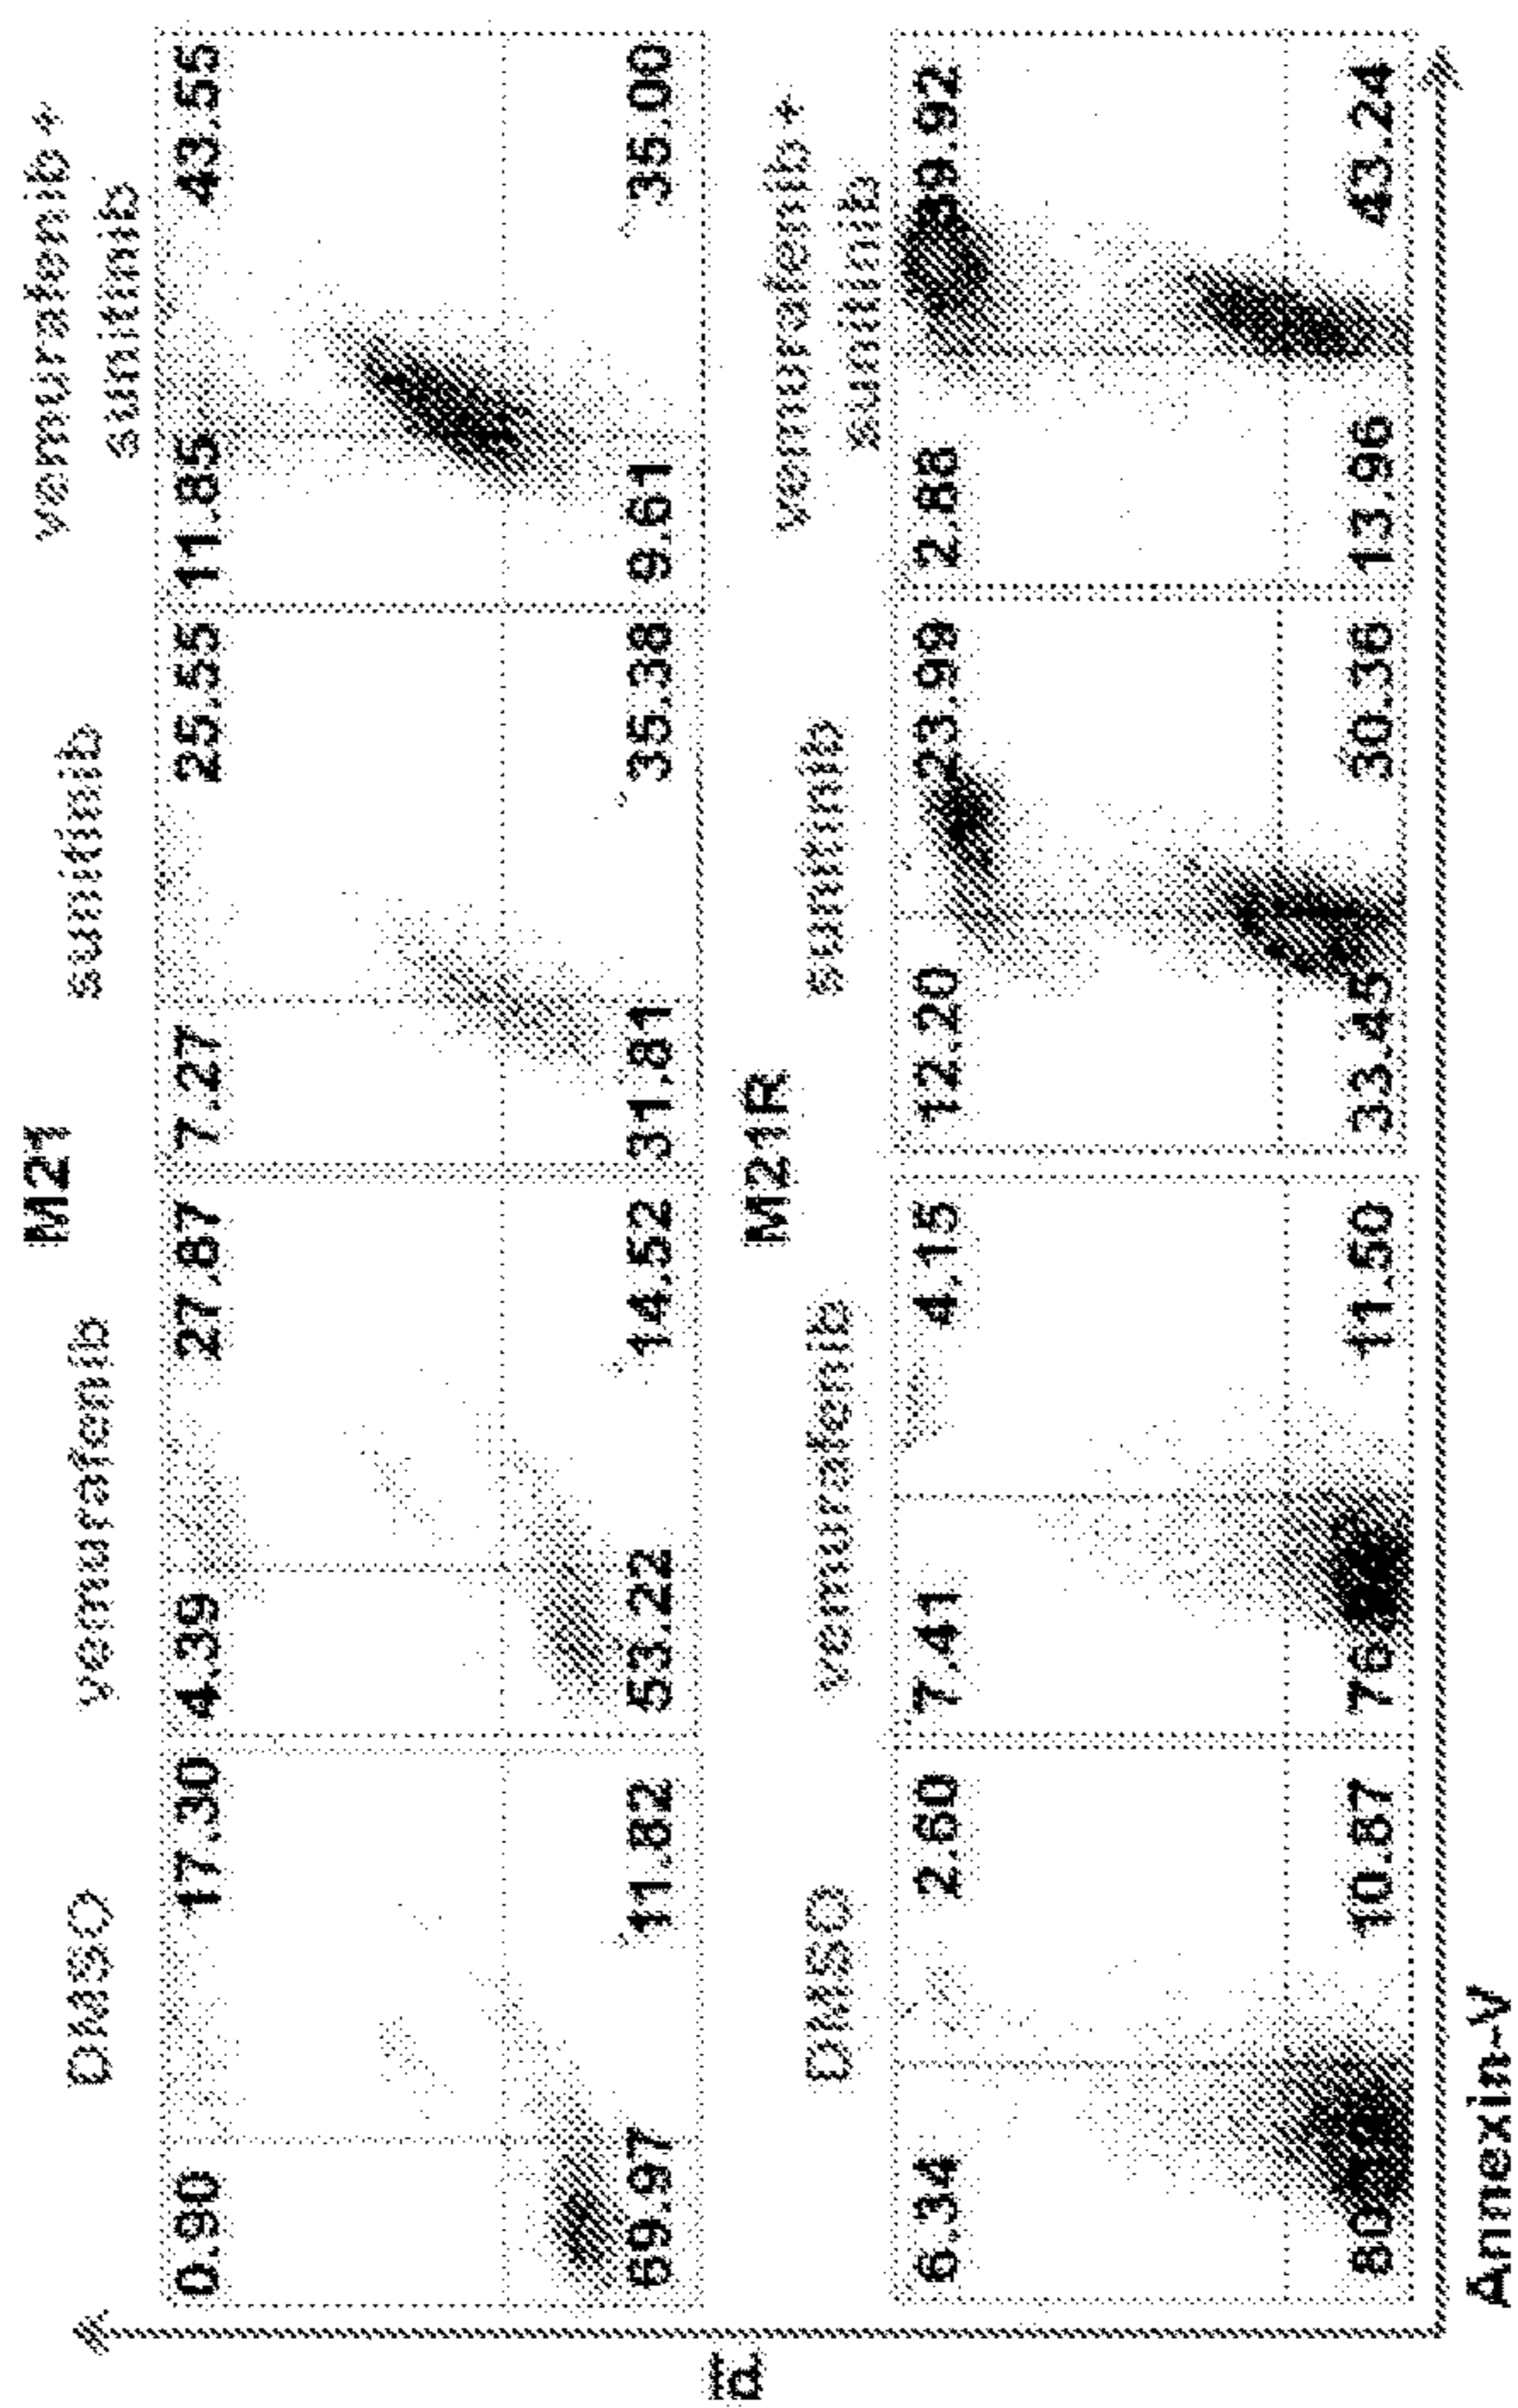 M21
DMSO vemurafenib sunitinib vemurafenib +
sunitinib
0.90 17.30 4.39 27.87 7.27 25.55 11.85 43.55
69.97 11.82 53.22 14.52 31.81 35.38 9.61 35.00
M21R
DMSO vemurafenib sunitinib vemurafenib +
sunitinib
6.34 2.60 7.41 4.15 12.20 23.99 2.88 39.92
10.87 11.50 33.45 30.36 13.96 43.24
PI
Annexin-V